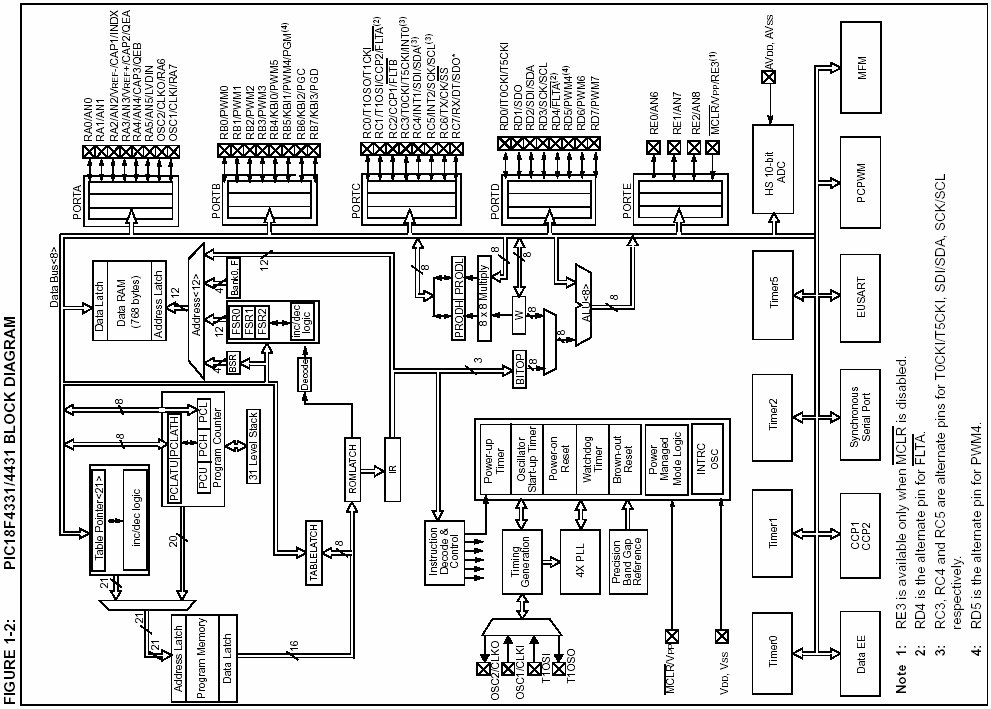 FIGURE 1-2: PIC18F4331/4431 BLOCK DIAGRAM
Data Bus<8>
PORTA
RA0/AN0
RA1/AN1
RA2/AN2/VREF-/CAP1/INDX
RA3/AN3/VREF+/CAP2/QEA
RA4/AN4/CAP3/QEB
RA5/AN5/LVDIN
OSC2/CLKO/RA6
OSC1/CLKI/RA7
PORTB
RB0/PWM0
RB1/PWM1
RB2/PWM2
RB3/PWM3
RB4/KBI0/PWM5
RB5/KBI1/PWM4/PGM(4)
RB6/KBI2/PGC
RB7/KBI3/PGD
PORTC
RC0/T1OSO/T1CKI
RC1/T1OSI/CCP2/FLTA(2)
RC2/CCP1/FLTB
RC3/T0CKI/T5CKI/INT0(3)
RC4/INT1/SDI/SDA(3)
RC5/INT2/SCK/SCL(3)
RC6/TX/CK/SS
RC7/RX/DT/SDO*
PORTD
RD0/T0CKI/T5CKI
RD1/SDO
RD2/SDI/SDA
RD3/SCK/SCL
RD4/FLTA(2)
RD5/PWM4(4)
RD6/PWM6
RD7/PWM7
PORTE
RE0/AN6
RE1/AN7
RE2/AN8
MCLR/VPP/RE3(1)
AVDD, AVSS
HS 10-bit
ADC
MFM
PCPWM
EUSART
Synchronous
Serial Port
CCP1
CCP2
Data EE
Timer5
Timer2
Timer1
Timer0
Data Latch
Data RAM
(768 bytes)
Address Latch
12
Address<12>
4
12
4
BSR
FSR0
FSR1
FSR2
Bank0, F
inc/dec
logic
12
Decode
Table Pointer<21>
inc/dec logic
21
8
8
PCLATU
PCLATH
PCU
PCH
PCL
Program Counter
31 Level Stack
20
21
21
Address Latch
Program Memory
Data Latch
16
TABLELATCH
8
ROMLATCH
IR
8
PRODH
PRODL
8 x 8 Multiply
8
8
3
BITOP
W
8
8
ALU<8>
8
Instruction
Decode &
Control
Power-up
Timer
Oscillator
Start-up Timer
Power-on
Reset
Watchdog
Timer
Brown-out
Reset
Power
Managed
Mode Logic
INTRC
OSC
Timing
Generation
4X PLL
Precision
Band Gap
Reference
OSC2/CLKO
OSC1/CLKI
T1OSI
T1OSO
MCLR/VPP
VDD, VSS
Note 1: RE3 is available only when MCLR is disabled.
2: RD4 is the alternate pin for FLTA.
3: RC3, RC4 and RC5 are alternate pins for T0CKI/T5CKI, SDI/SDA, SCK/SCL
respectively.
4: RD5 is the alternate pin for PWM4.